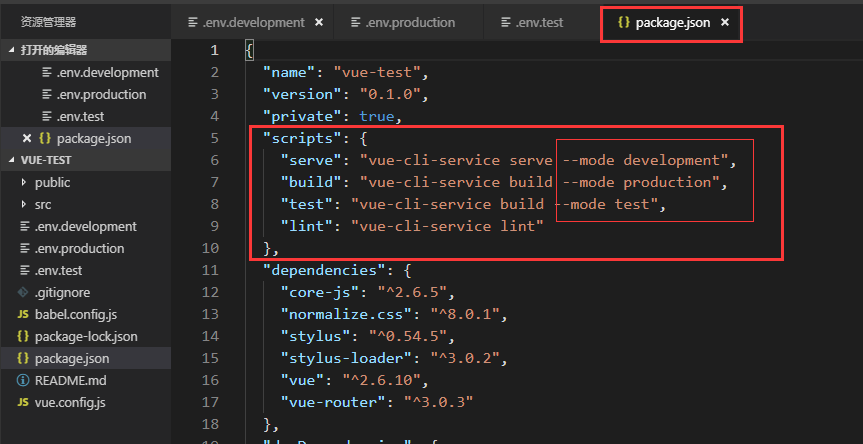 资源管理器
.env.development ×
.env.production
.env.test
{} package.json ×
打开的编辑器
.env.development
.env.production
.env.test
× {} package.json
VUE-TEST
public
src
.env.development
.env.production
.env.test
.gitignore
JS babel.config.js
{} package-lock.json
{} package.json
README.md
JS vue.config.js
1 {
2 "name": "vue-test",
3 "version": "0.1.0",
4 "private": true,
5 "scripts": {
6 "serve": "vue-cli-service serve --mode development",
7 "build": "vue-cli-service build --mode production",
8 "test": "vue-cli-service build --mode test",
9 "lint": "vue-cli-service lint"
10 },
11 "dependencies": {
12 "core-js": "^2.6.5",
13 "normalize.css": "^8.0.1",
14 "stylus": "^0.54.5",
15 "stylus-loader": "^3.0.2",
16 "vue": "^2.6.10",
17 "vue-router": "^3.0.3"
18 },